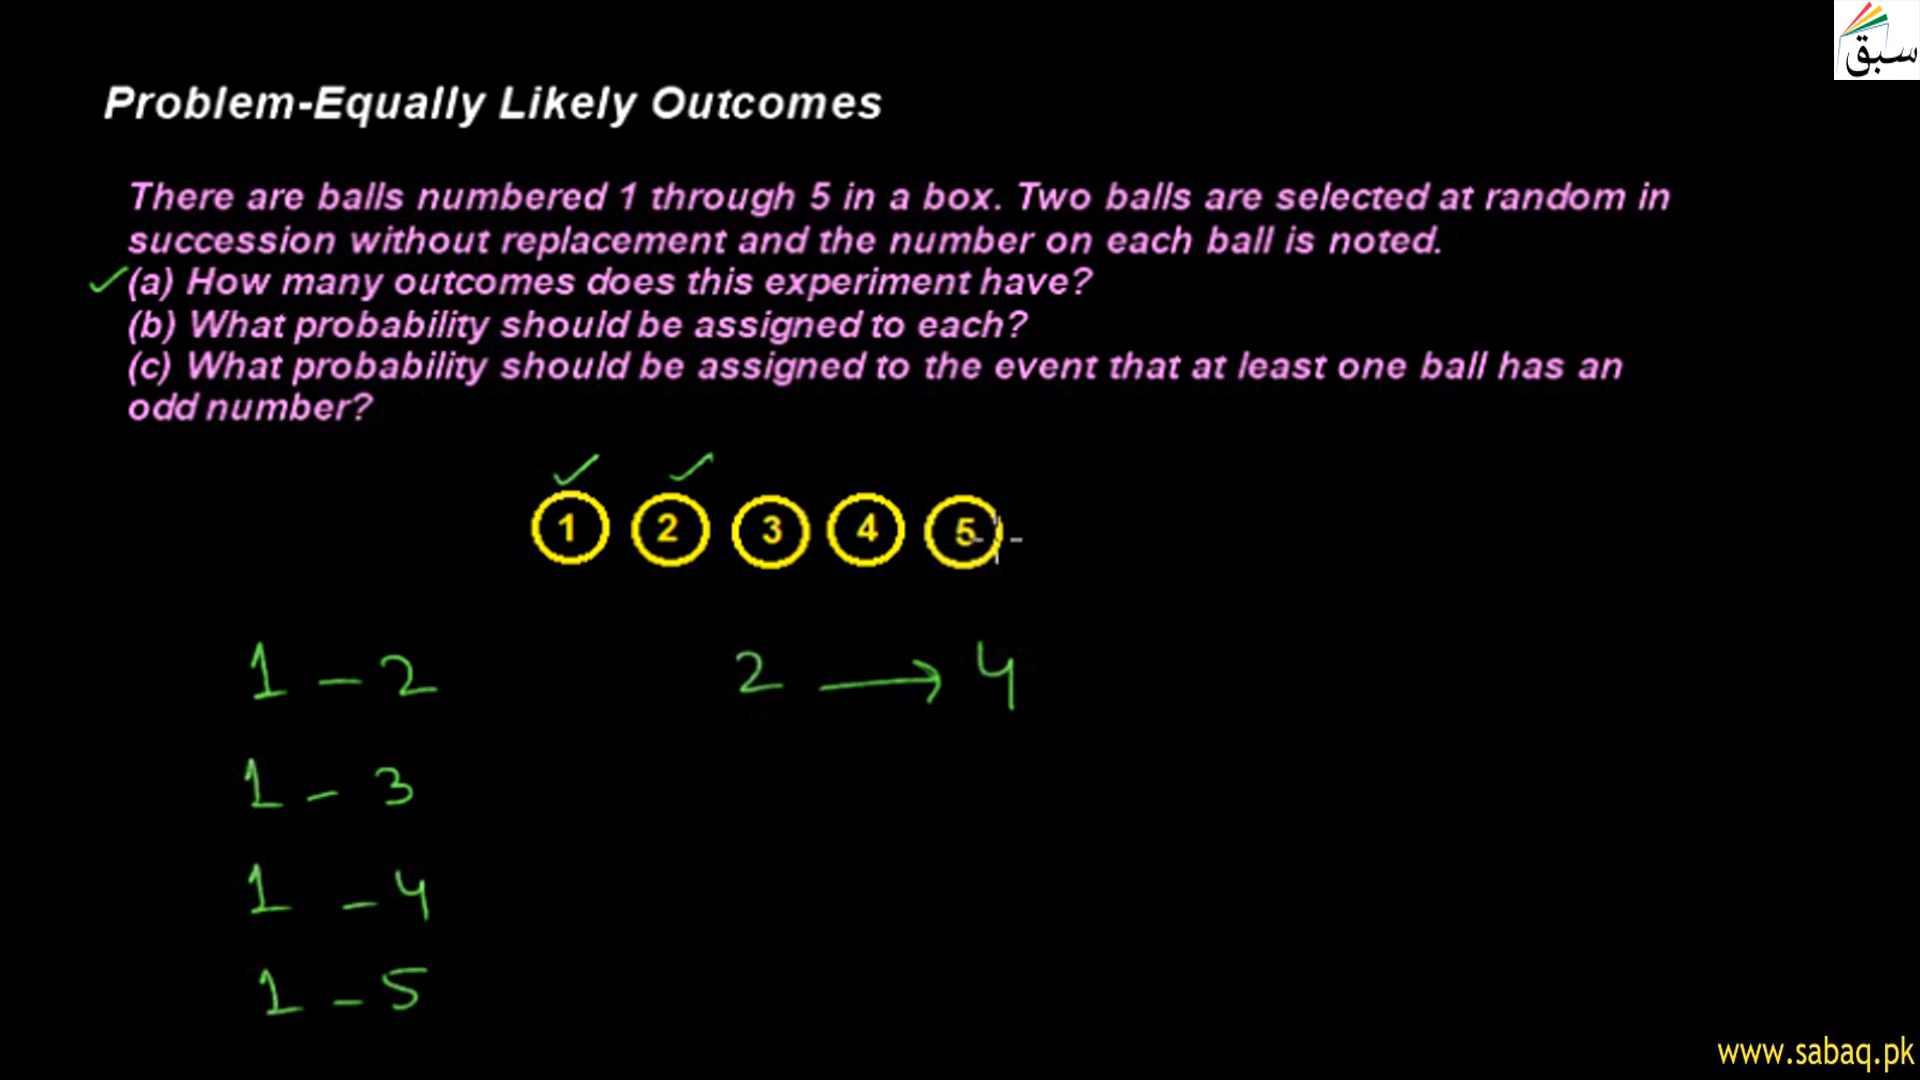 سبق
Problem-Equally Likely Outcomes
There are balls numbered 1 through 5 in a box. Two balls are selected at random in
succession without replacement and the number on each ball is noted.
(a) How many outcomes does this experiment have?
(b) What probability should be assigned to each?
(c) What probability should be assigned to the event that at least one ball has an
odd number?
1 2 3 4 5
1 - 2 2 → 4
1 - 3
1 - 4
1 - 5
www.sabaq.pk